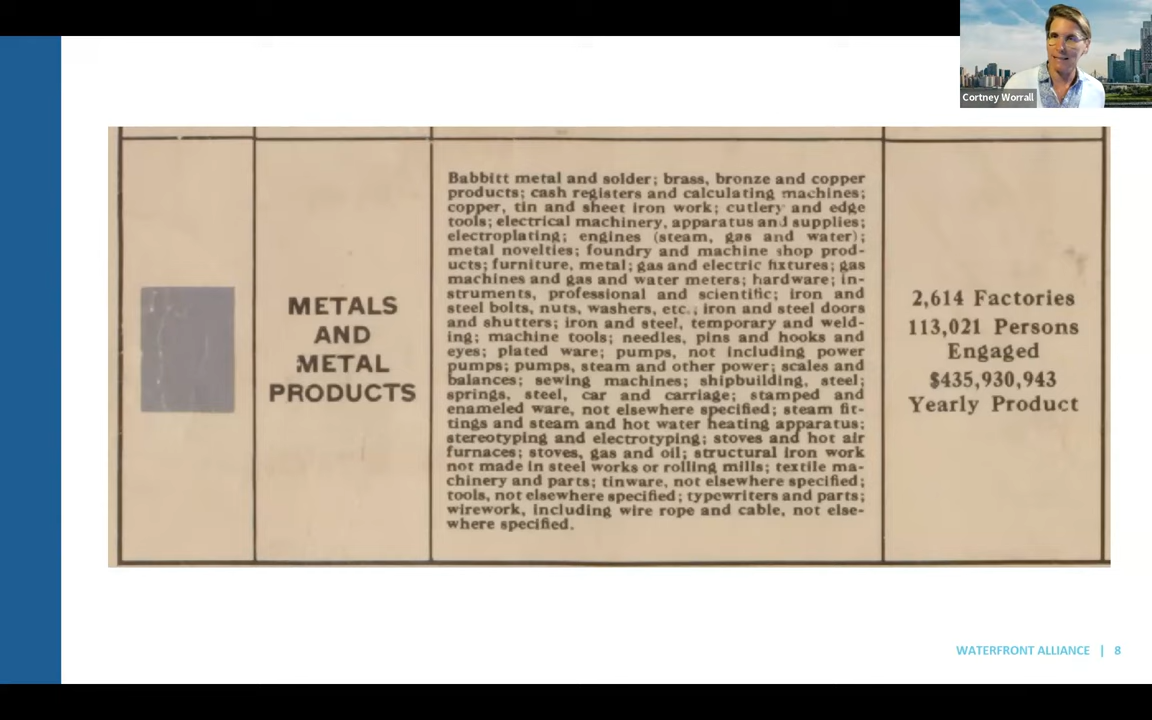 Cortney Worrall
METALS
AND
METAL
PRODUCTS
Babbitt metal and solder; brass, bronze and copper
products; cash registers and calculating machines;
copper, tin and sheet iron work; cutlery and edge
tools; electrical machinery, apparatus and supplies;
electroplating; engines (steam, gas and water);
metal novelties; foundry and machine shop prod-
ucts; furniture, metal; gas and electric fixtures; gas
machines and gas and water meters; hardware; in-
struments, professional and scientific; iron and
steel bolts, nuts, washers, etc.; iron and steel doors
and shutters; iron and steel, temporary and weld-
ing; machine tools; needles, pins and hooks and
eyes; plated ware; pumps, not including power
pumps; pumps, steam and other power; scales and
balances; sewing machines; shipbuilding, steel;
springs, steel, car and carriage; stamped and
enameled ware, not elsewhere specified; steam fit-
tings and steam and hot water heating apparatus;
stereotyping and electrotyping; stoves and hot air
furnaces; stoves, gas and oil; structural iron work
not made in steel works or rolling mills; textile ma-
chinery and parts; tinware, not elsewhere specified;
tools, not elsewhere specified; typewriters and parts;
wirework, including wire rope and cable, not else-
where specified.
2,614 Factories
113,021 Persons
Engaged
$435,930,943
Yearly Product
WATERFRONT ALLIANCE | 8